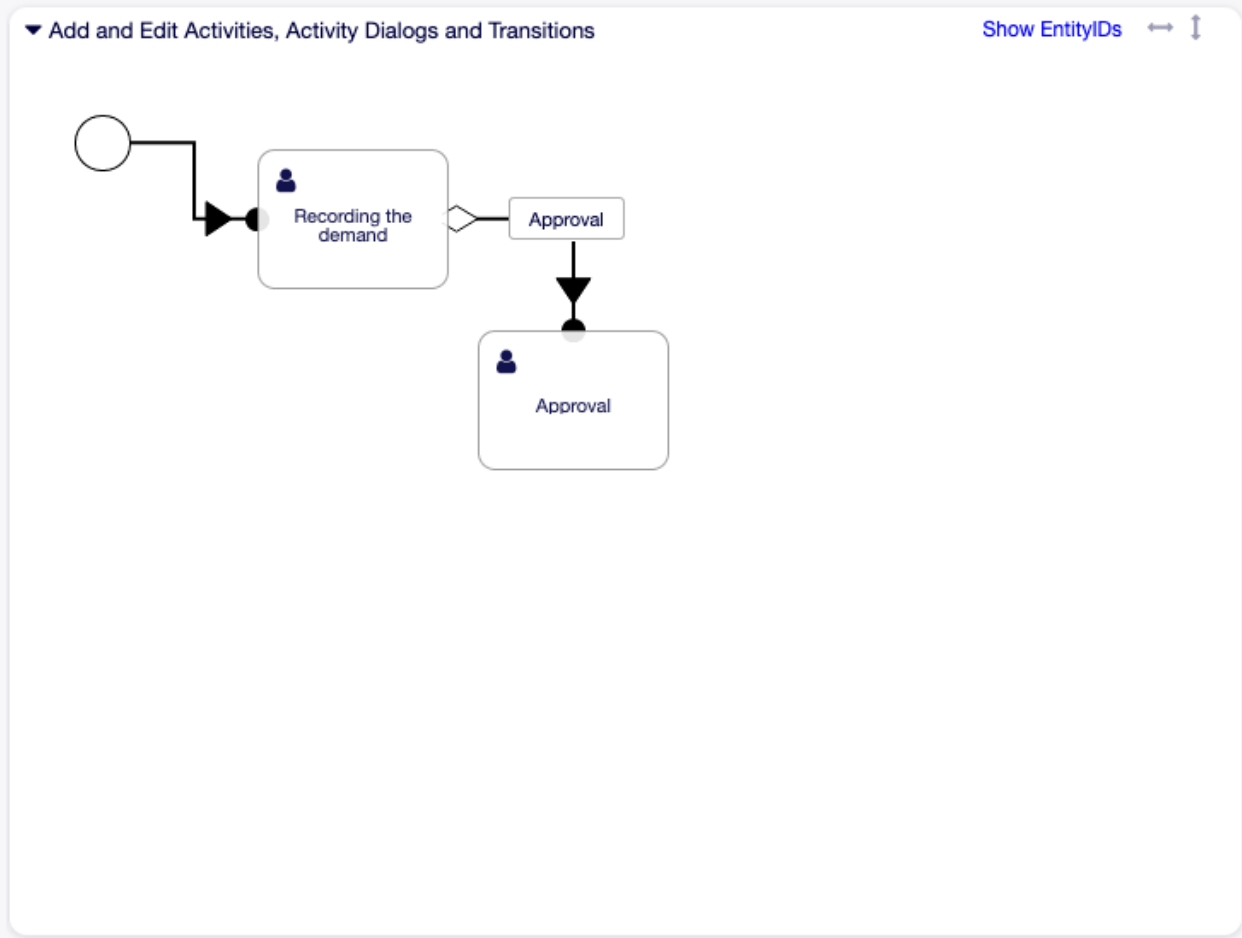 Add and Edit Activities, Activity Dialogs and Transitions
Show EntityIDs
Recording the
demand
Approval
Approval